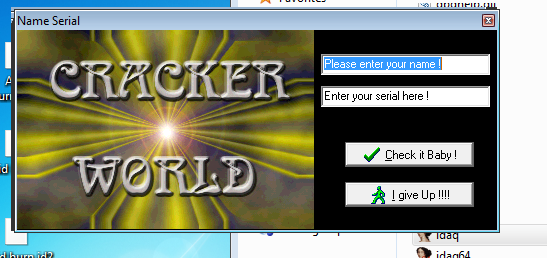 Favorites
Name Serial
CRACKER
WORLD
Please enter your name !
Enter your serial here !
Check it Baby !
I give Up !!!!
idaq
idaq64